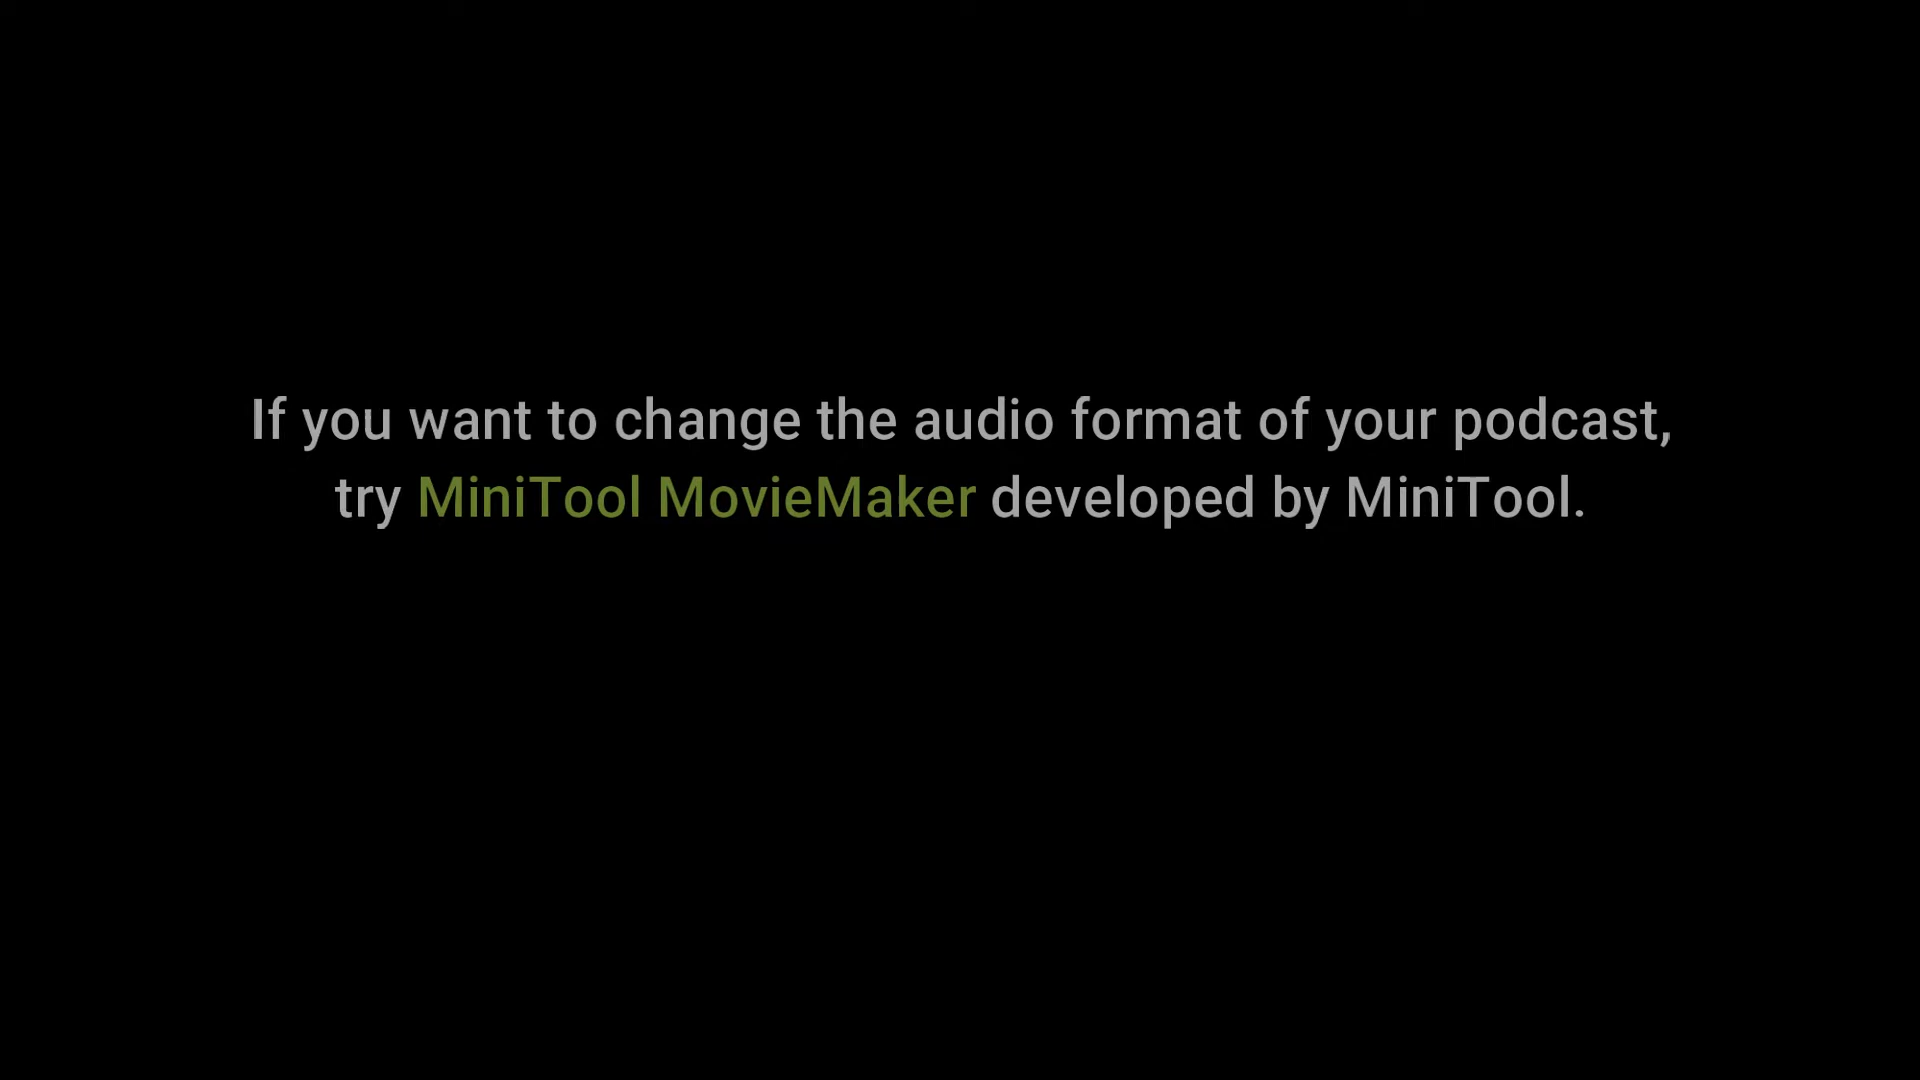 If you want to change the audio format of your podcast,
try MiniTool MovieMaker developed by MiniTool.